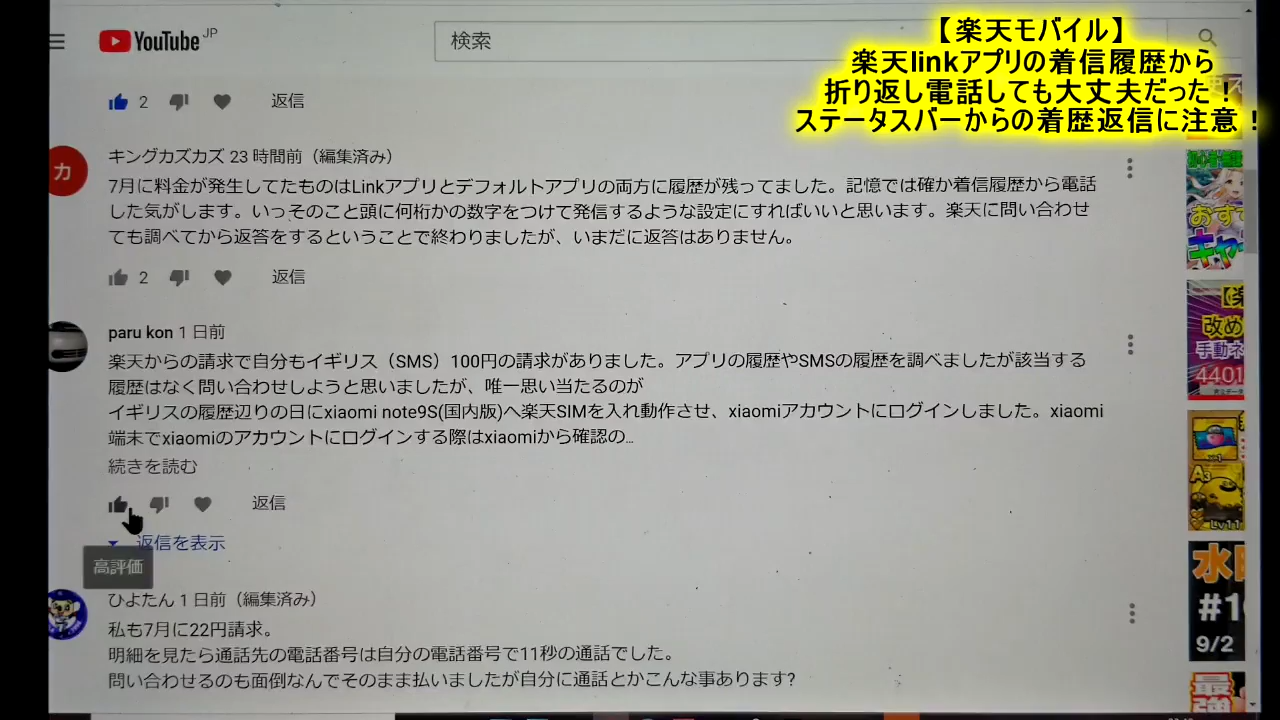 YouTube JP
検索
【楽天モバイル】
楽天linkアプリの着信履歴から
折り返し電話しても大丈夫だった！
ステータスバーからの着歴返信に注意！
2 返信
カ
キングカズカズ 23 時間前（編集済み）
7月に料金が発生してたものはLinkアプリとデフォルトアプリの両方に履歴が残ってました。記憶では確か着信履歴から電話
した気がします。いっそのこと頭に何桁かの数字をつけて発信するような設定にすればいいと思います。楽天に問い合わせ
ても調べてから返答をするということで終わりましたが、いまだに返答はありません。
2 返信
paru kon 1 日前
楽天からの請求で自分もイギリス（SMS）100円の請求がありました。アプリの履歴やSMSの履歴を調べましたが該当する
履歴はなく問い合わせしようと思いましたが、唯一思い当たるのが
イギリスの履歴辺りの日にxiaomi note9S(国内版)へ楽天SIMを入れ動作させ、xiaomiアカウントにログインしました。xiaomi
端末でxiaomiのアカウントにログインする際はxiaomiから確認の...
続きを読む
返信
返信を表示
高評価
ひよたん 1 日前（編集済み）
私も7月に22円請求。
明細を見たら通話先の電話番号は自分の電話番号で11秒の通話でした。
問い合わせるのも面倒なんでそのまま払いましたが自分に通話とかこんな事あります?
おす
キャ
改め
手動ネ
4401
A3
Lv11
水
#1
9/2
最
強